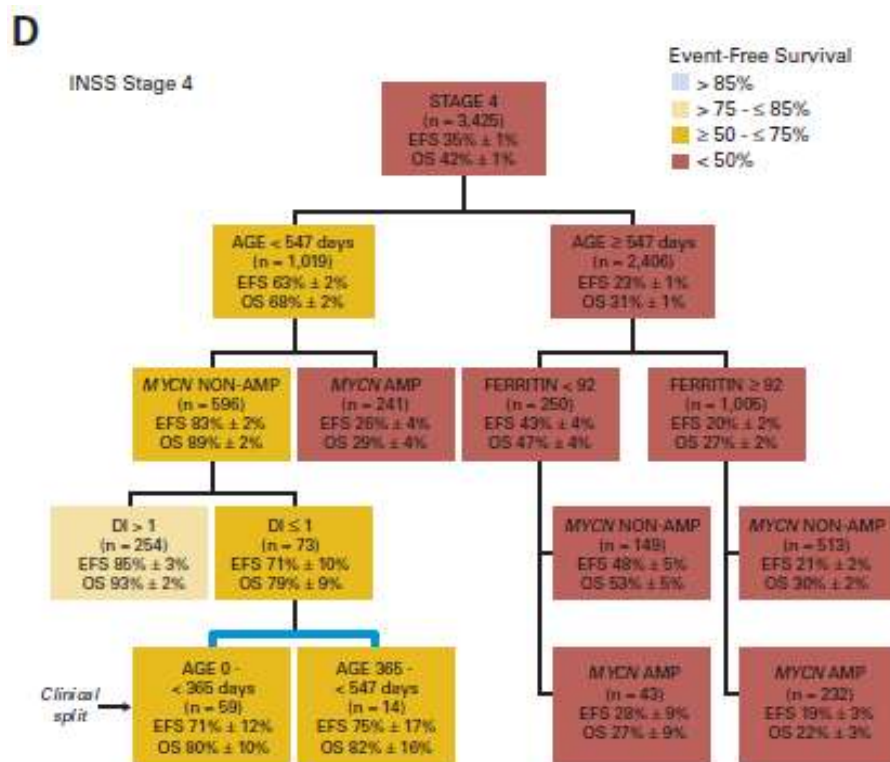 D
INSS Stage 4
Event-Free Survival
> 85%
> 75 - ≤ 85%
≥ 50 - ≤ 75%
< 50%
STAGE 4
(n = 3,425)
EFS 35% ± 1%
OS 42% ± 1%
AGE < 547 days
(n = 1,019)
EFS 63% ± 2%
OS 68% ± 2%
AGE ≥ 547 days
(n = 2,406)
EFS 23% ± 1%
OS 31% ± 1%
MYCN NON-AMP
(n = 596)
EFS 83% ± 2%
OS 89% ± 2%
MYCN AMP
(n = 241)
EFS 26% ± 4%
OS 29% ± 4%
FERRITIN < 92
(n = 250)
EFS 43% ± 4%
OS 47% ± 4%
FERRITIN ≥ 92
(n = 1,005)
EFS 20% ± 2%
OS 27% ± 2%
DI > 1
(n = 254)
EFS 85% ± 3%
OS 93% ± 2%
DI ≤ 1
(n = 73)
EFS 71% ± 10%
OS 79% ± 9%
MYCN NON-AMP
(n = 149)
EFS 48% ± 5%
OS 53% ± 5%
MYCN NON-AMP
(n = 513)
EFS 21% ± 2%
OS 30% ± 2%
Clinical
split
AGE 0 -
< 365 days
(n = 59)
EFS 71% ± 12%
OS 80% ± 10%
AGE 365 -
< 547 days
(n = 14)
EFS 75% ± 17%
OS 82% ± 16%
MYCN AMP
(n = 43)
EFS 28% ± 9%
OS 27% ± 9%
MYCN AMP
(n = 232)
EFS 19% ± 3%
OS 22% ± 3%